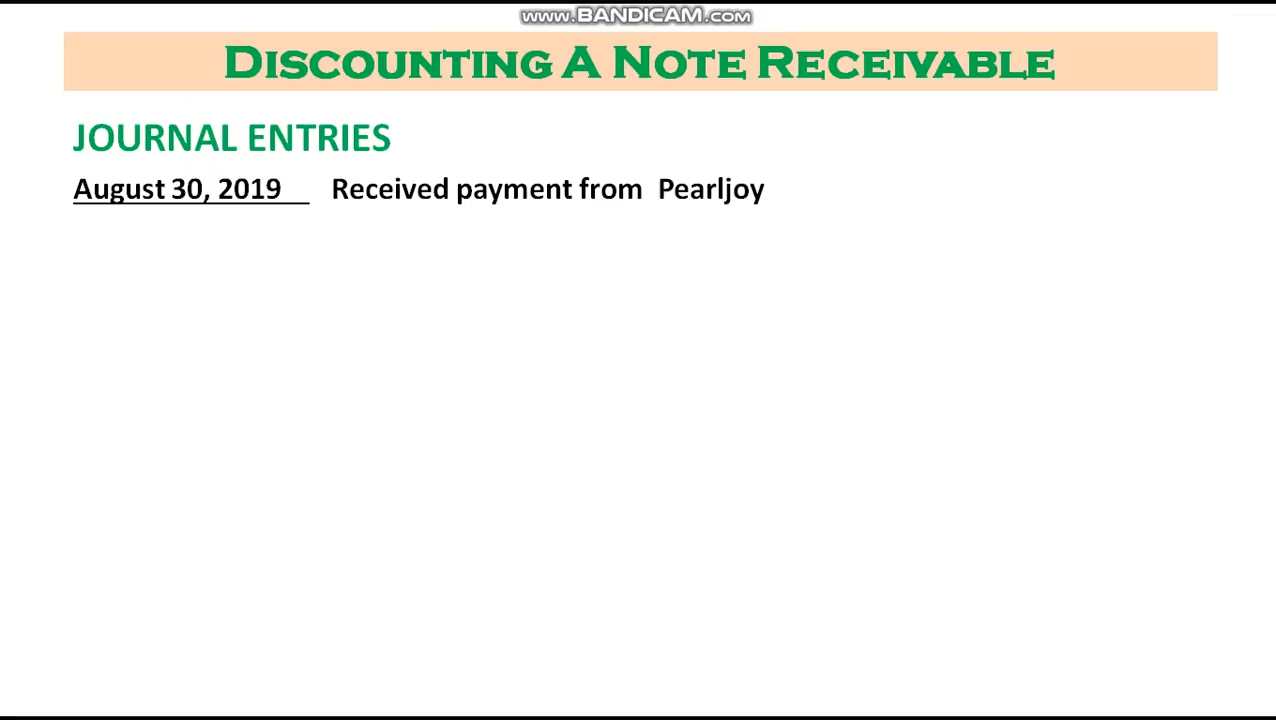 www.BANDICAM.com
DISCOUNTING A NOTE RECEIVABLE
JOURNAL ENTRIES
August 30, 2019 Received payment from Pearljoy